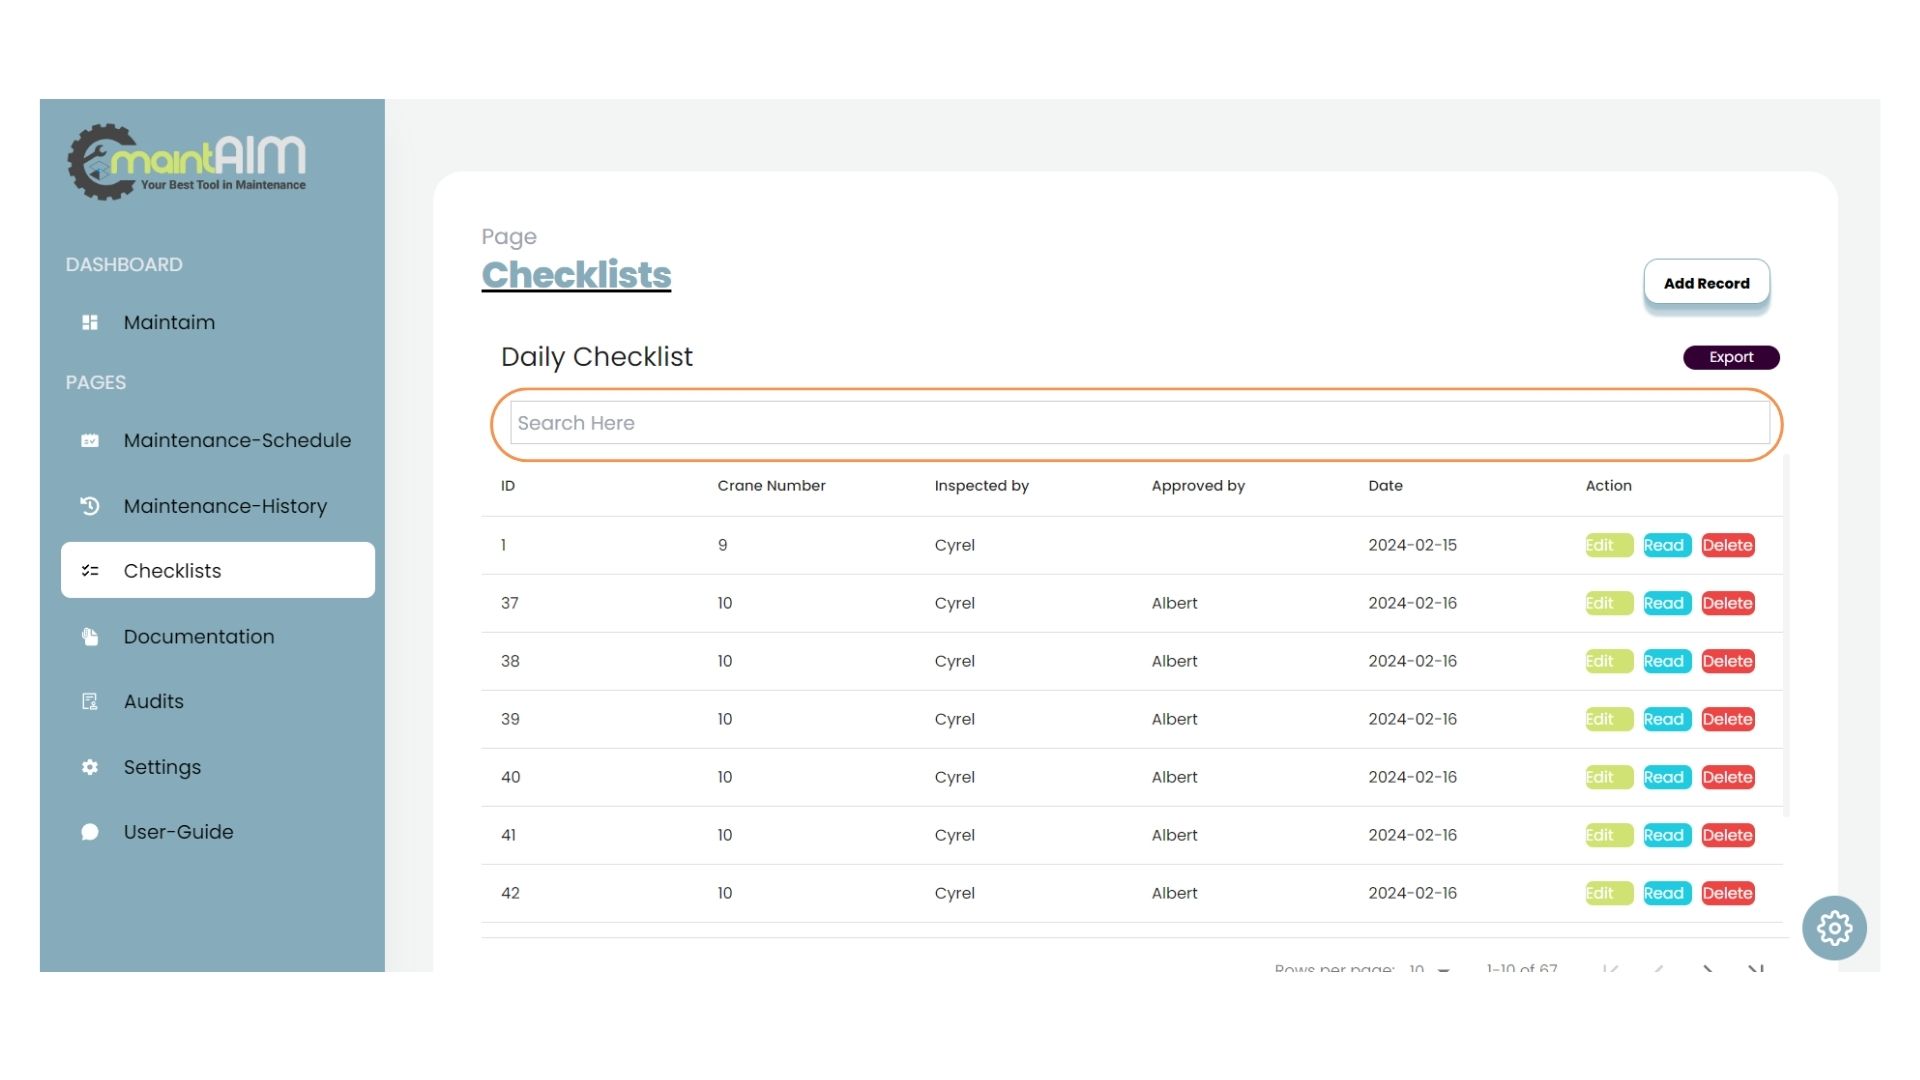 maintAIM
Your Best Tool in Maintenance
DASHBOARD
Maintaim
PAGES
Maintenance-Schedule
Maintenance-History
Checklists
Documentation
Audits
Settings
User-Guide
Page
Checklists
Add Record
Daily Checklist
Export
Search Here
ID Crane Number Inspected by Approved by Date Action
1 9 Cyrel 2024-02-15 Edit Read Delete
37 10 Cyrel Albert 2024-02-16 Edit Read Delete
38 10 Cyrel Albert 2024-02-16 Edit Read Delete
39 10 Cyrel Albert 2024-02-16 Edit Read Delete
40 10 Cyrel Albert 2024-02-16 Edit Read Delete
41 10 Cyrel Albert 2024-02-16 Edit Read Delete
42 10 Cyrel Albert 2024-02-16 Edit Read Delete
Rows per page: 10 1-10 of 67